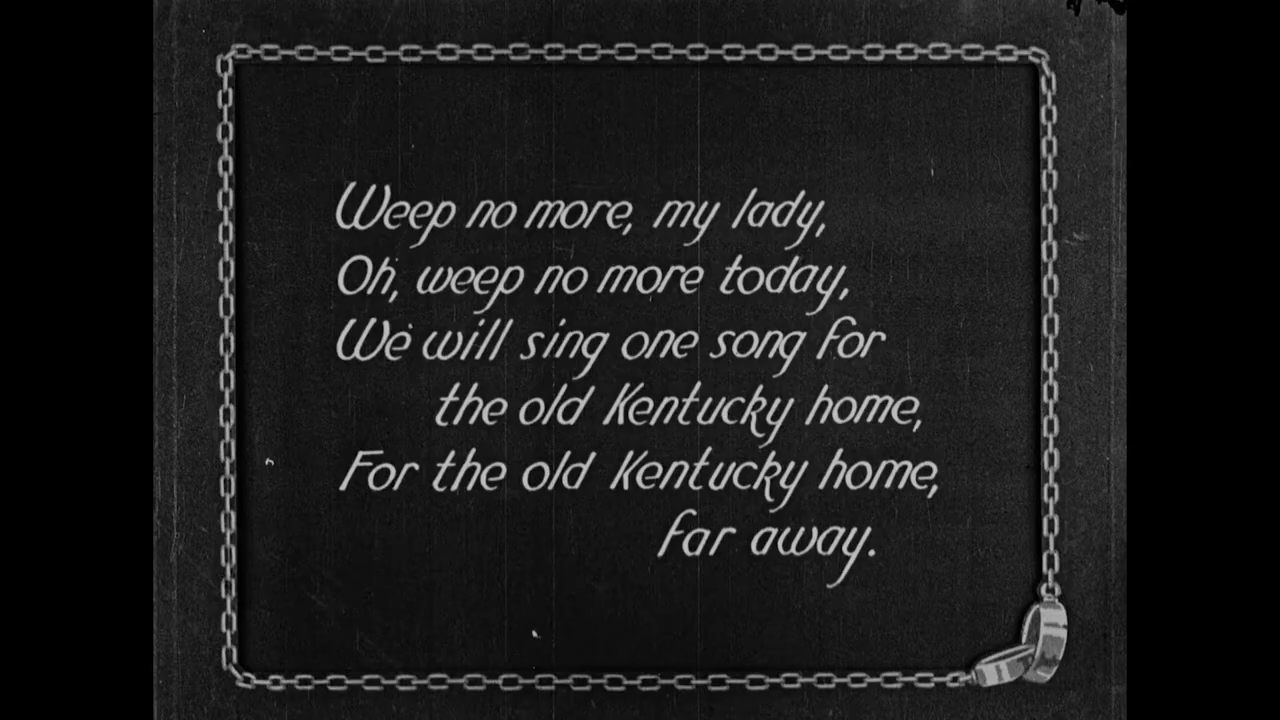 Weep no more, my lady,
Oh, weep no more today,
We will sing one song for
the old Kentucky home,
For the old Kentucky home,
far away.